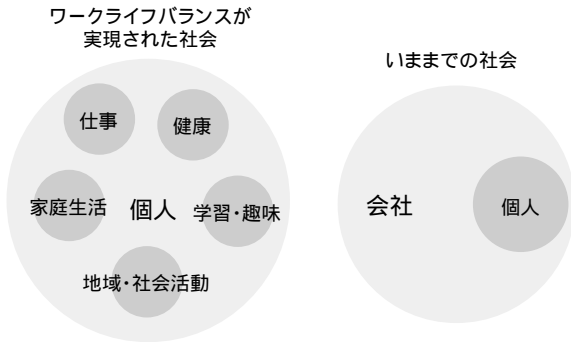 ワークライフバランスが
実現された社会
仕事
健康
家庭生活
個人
学習・趣味
地域・社会活動
いままでの社会
会社
個人